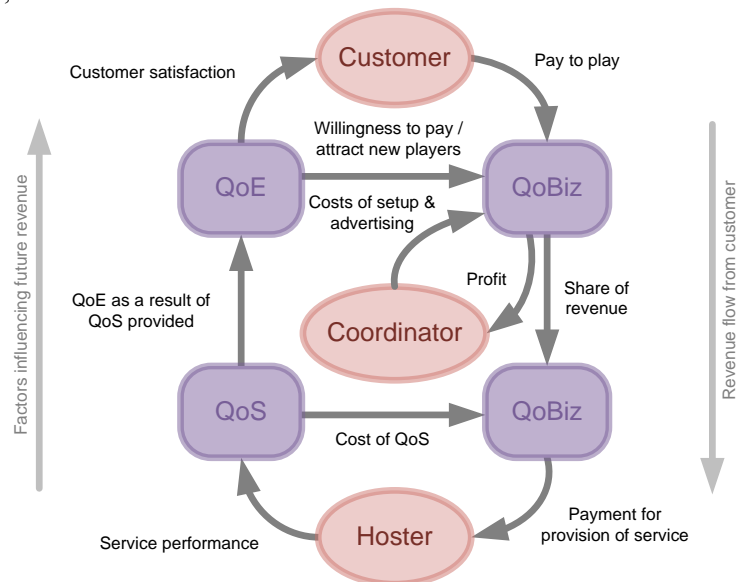 Customer
Customer satisfaction
Pay to play
Willingness to pay /
attract new players
QoE
QoBiz
Costs of setup &
advertising
Factors influencing future revenue
Revenue flow from customer
Profit
QoE as a result of
QoS provided
Share of
revenue
Coordinator
QoS
QoBiz
Cost of QoS
Hoster
Service performance
Payment for
provision of service